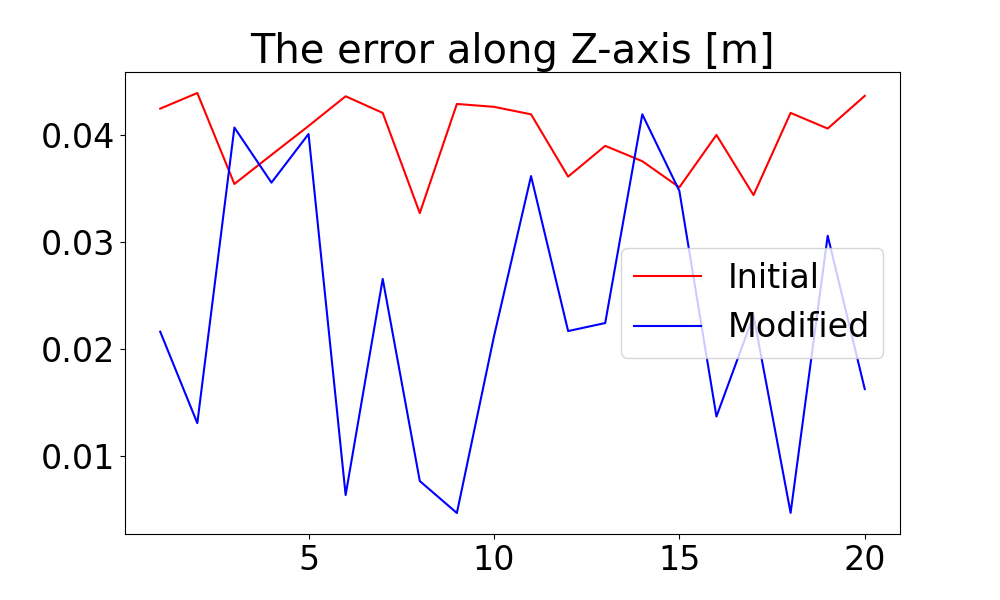 The error along Z-axis [m]
0.04
0.03
0.02
0.01
Initial
Modified
5 10 15 20